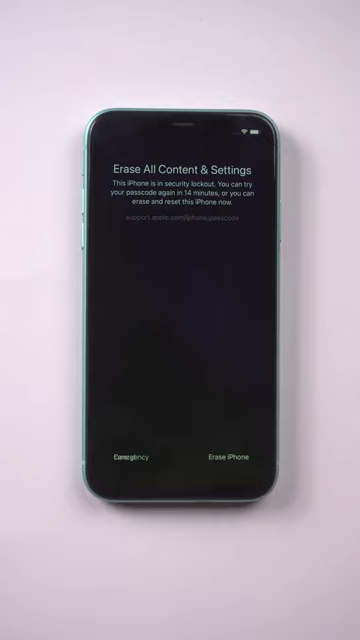 Erase All Content & Settings
This iPhone is in security lockout. You can try
your passcode again in 14 minutes, or you can
erase and reset this iPhone now.
support.apple.com/iphone/passcode
Erase iPhone